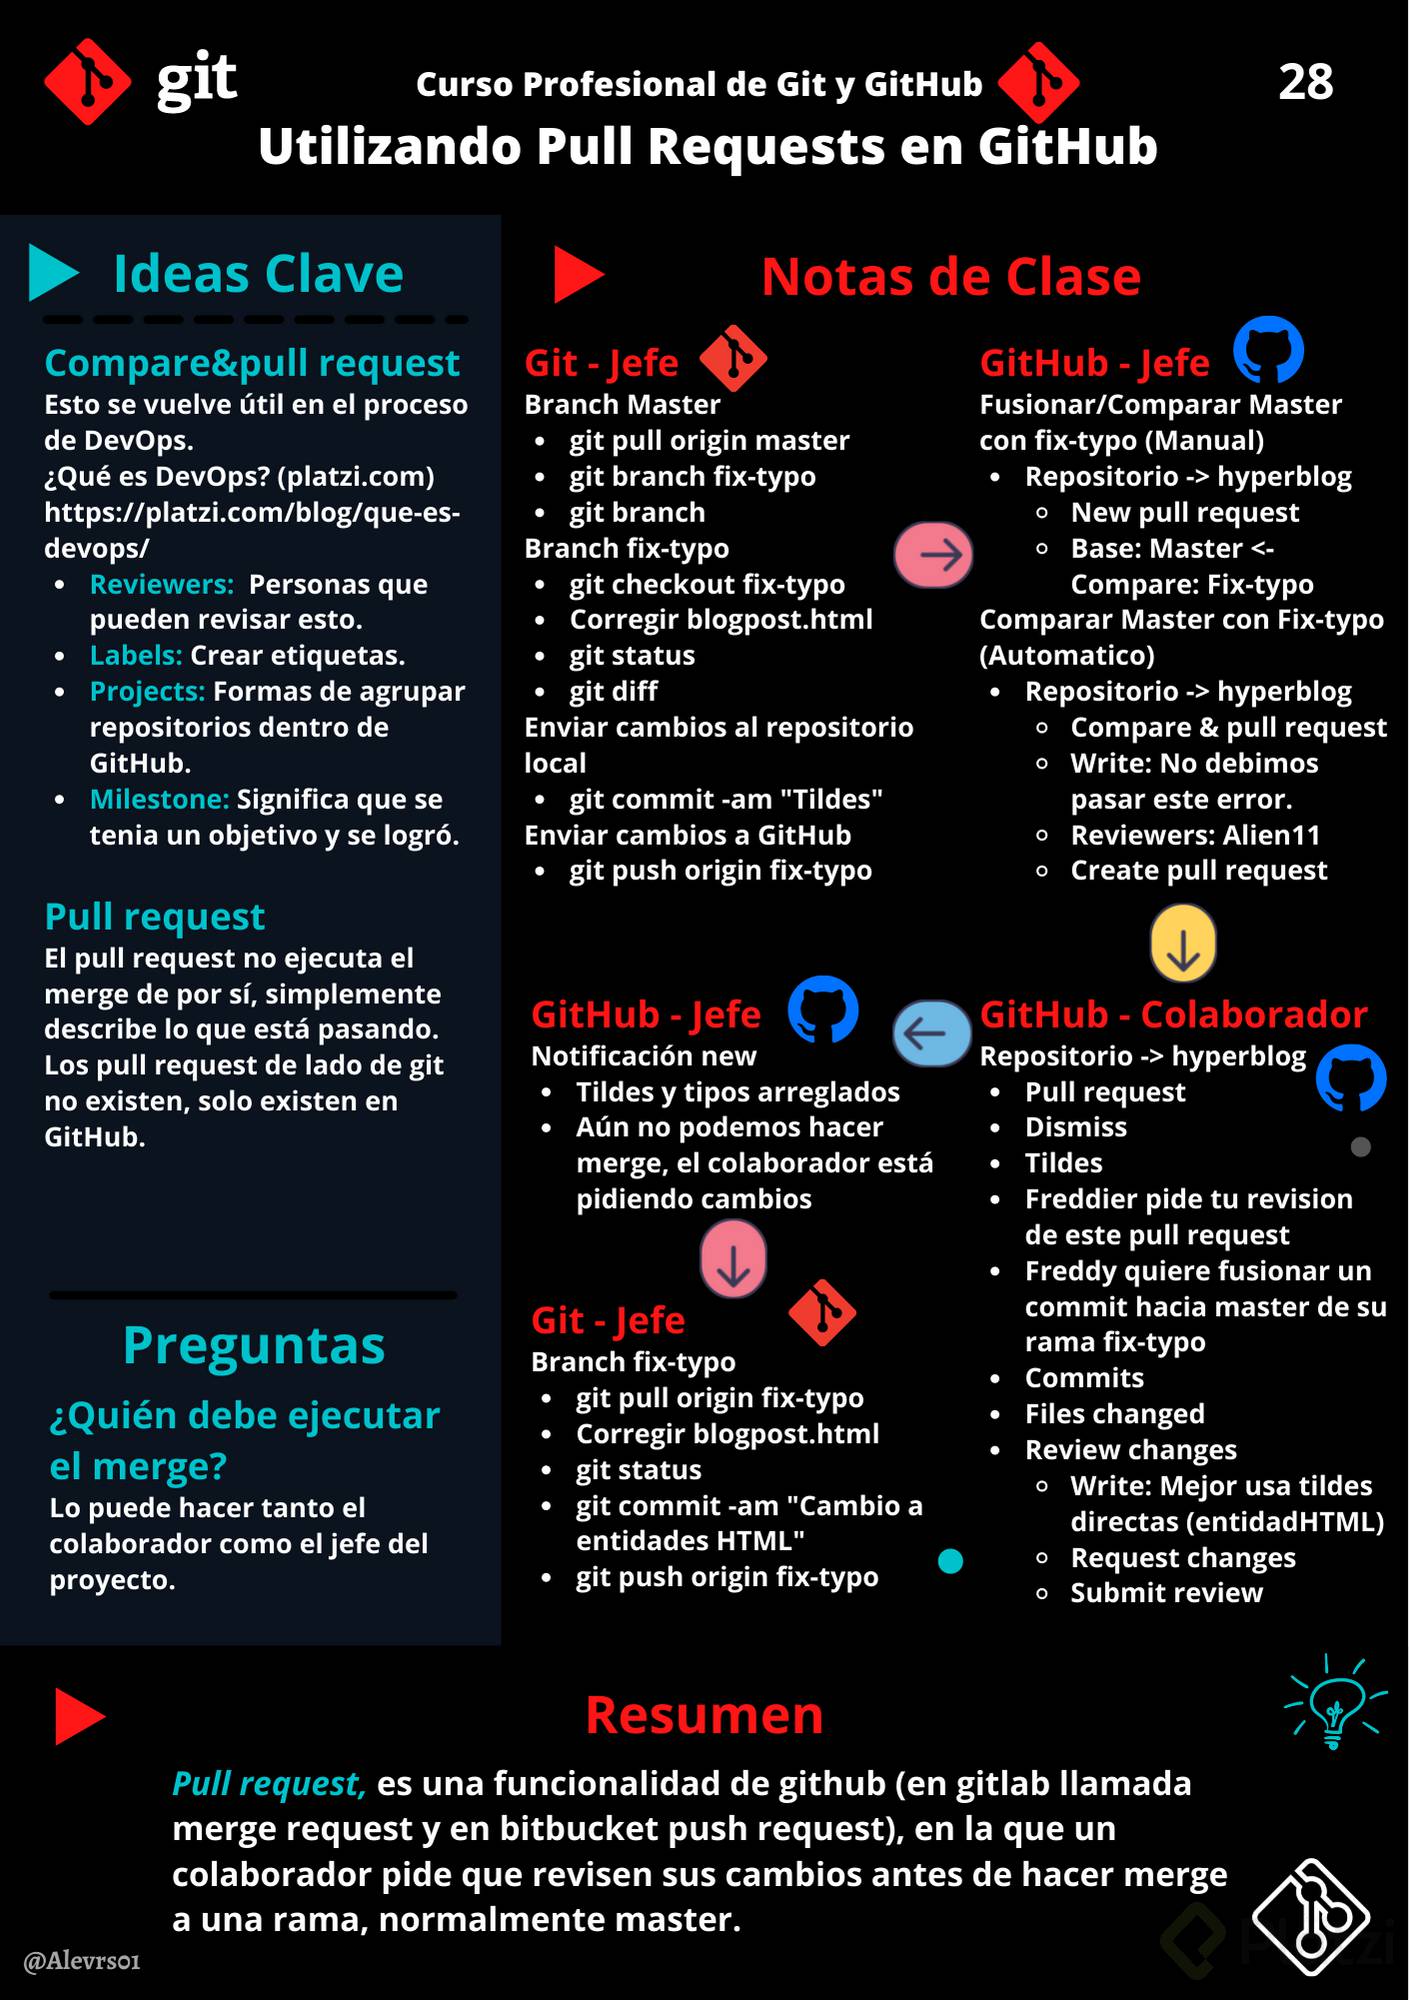 git
Curso Profesional de Git y GitHub
28
Utilizando Pull Requests en GitHub
Ideas Clave
Compare&pull request
Esto se vuelve útil en el proceso
de DevOps.
¿Qué es DevOps? (platzi.com)
https://platzi.com/blog/que-es-
devops/
• Reviewers: Personas que
pueden revisar esto.
• Labels: Crear etiquetas.
• Projects: Formas de agrupar
repositorios dentro de
GitHub.
• Milestone: Significa que se
tenia un objetivo y se logró.
Pull request
El pull request no ejecuta el
merge de por sí, simplemente
describe lo que está pasando.
Los pull request de lado de git
no existen, solo existen en
GitHub.
Preguntas
¿Quién debe ejecutar
el merge?
Lo puede hacer tanto el
colaborador como el jefe del
proyecto.
Notas de Clase
Git - Jefe
Branch Master
• git pull origin master
• git branch fix-typo
• git branch
Branch fix-typo
• git checkout fix-typo
• Corregir blogpost.html
• git status
• git diff
Enviar cambios al repositorio
local
• git commit -am "Tildes"
Enviar cambios a GitHub
• git push origin fix-typo
GitHub - Jefe
Fusionar/Comparar Master
con fix-typo (Manual)
• Repositorio -> hyperblog
◦ New pull request
◦ Base: Master <-
Compare: Fix-typo
Comparar Master con Fix-typo
(Automatico)
• Repositorio -> hyperblog
◦ Compare & pull request
◦ Write: No debimos
pasar este error.
◦ Reviewers: Alien11
◦ Create pull request
GitHub - Colaborador
Repositorio -> hyperblog
• Pull request
• Dismiss
• Tildes
• Freddier pide tu revision
de este pull request
• Freddy quiere fusionar un
commit hacia master de su
rama fix-typo
• Commits
• Files changed
• Review changes
◦ Write: Mejor usa tildes
directas (entidadHTML)
◦ Request changes
◦ Submit review
GitHub - Jefe
Notificación new
• Tildes y tipos arreglados
• Aún no podemos hacer
merge, el colaborador está
pidiendo cambios
Git - Jefe
Branch fix-typo
• git pull origin fix-typo
• Corregir blogpost.html
• git status
• git commit -am "Cambio a
entidades HTML"
• git push origin fix-typo
Resumen
Pull request, es una funcionalidad de github (en gitlab llamada
merge request y en bitbucket push request), en la que un
colaborador pide que revisen sus cambios antes de hacer merge
a una rama, normalmente master.
@Alevrs01